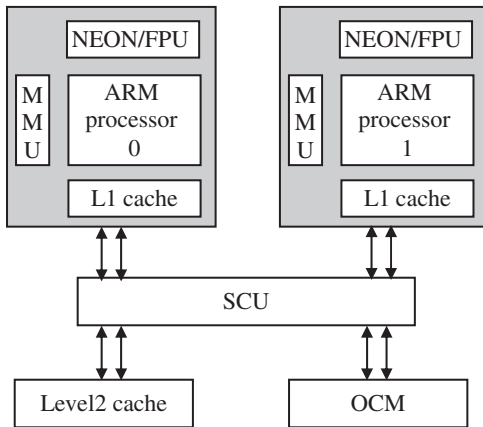 NEON/FPU
M
M
U
ARM
processor
0
L1 cache
NEON/FPU
M
M
U
ARM
processor
1
L1 cache
SCU
Level2 cache
OCM